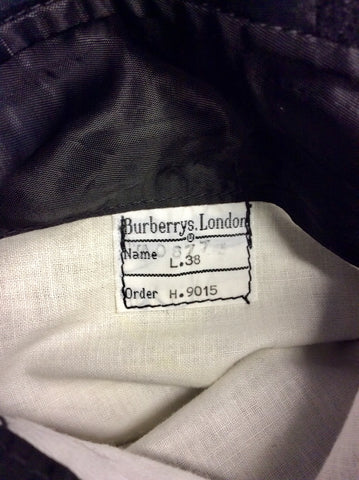 Burberrys.London
Name L.38
Order H.9015